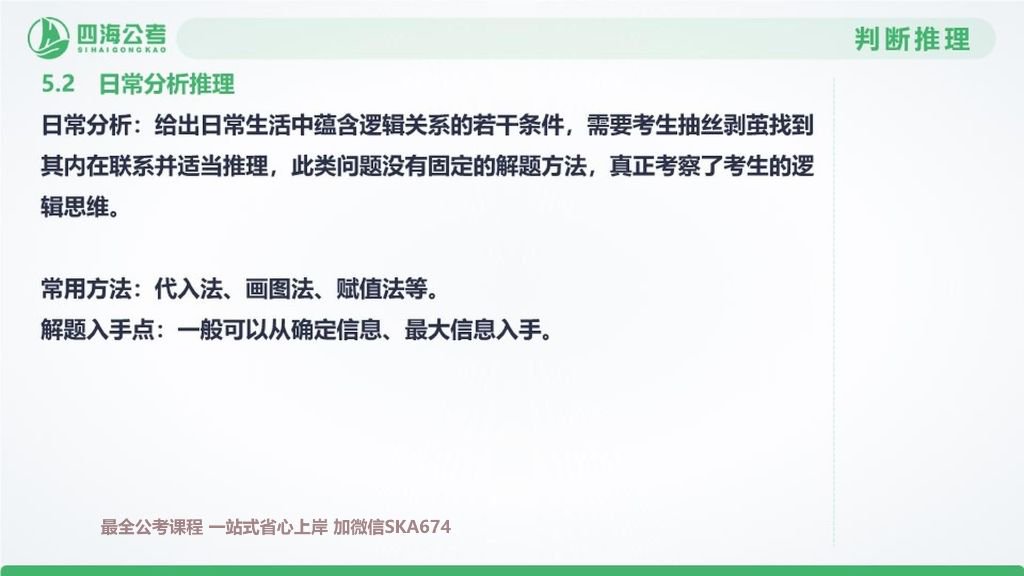 四海公考
SIHAIGONGKAO
判断推理
5.2 日常分析推理
日常分析：给出日常生活中蕴含逻辑关系的若干条件，需要考生抽丝剥茧找到
其内在联系并适当推理，此类问题没有固定的解题方法，真正考察了考生的逻
辑思维。
常用方法：代入法、画图法、赋值法等。
解题入手点：一般可以从确定信息、最大信息入手。
最全公考课程 一站式省心上岸 加微信SKA674